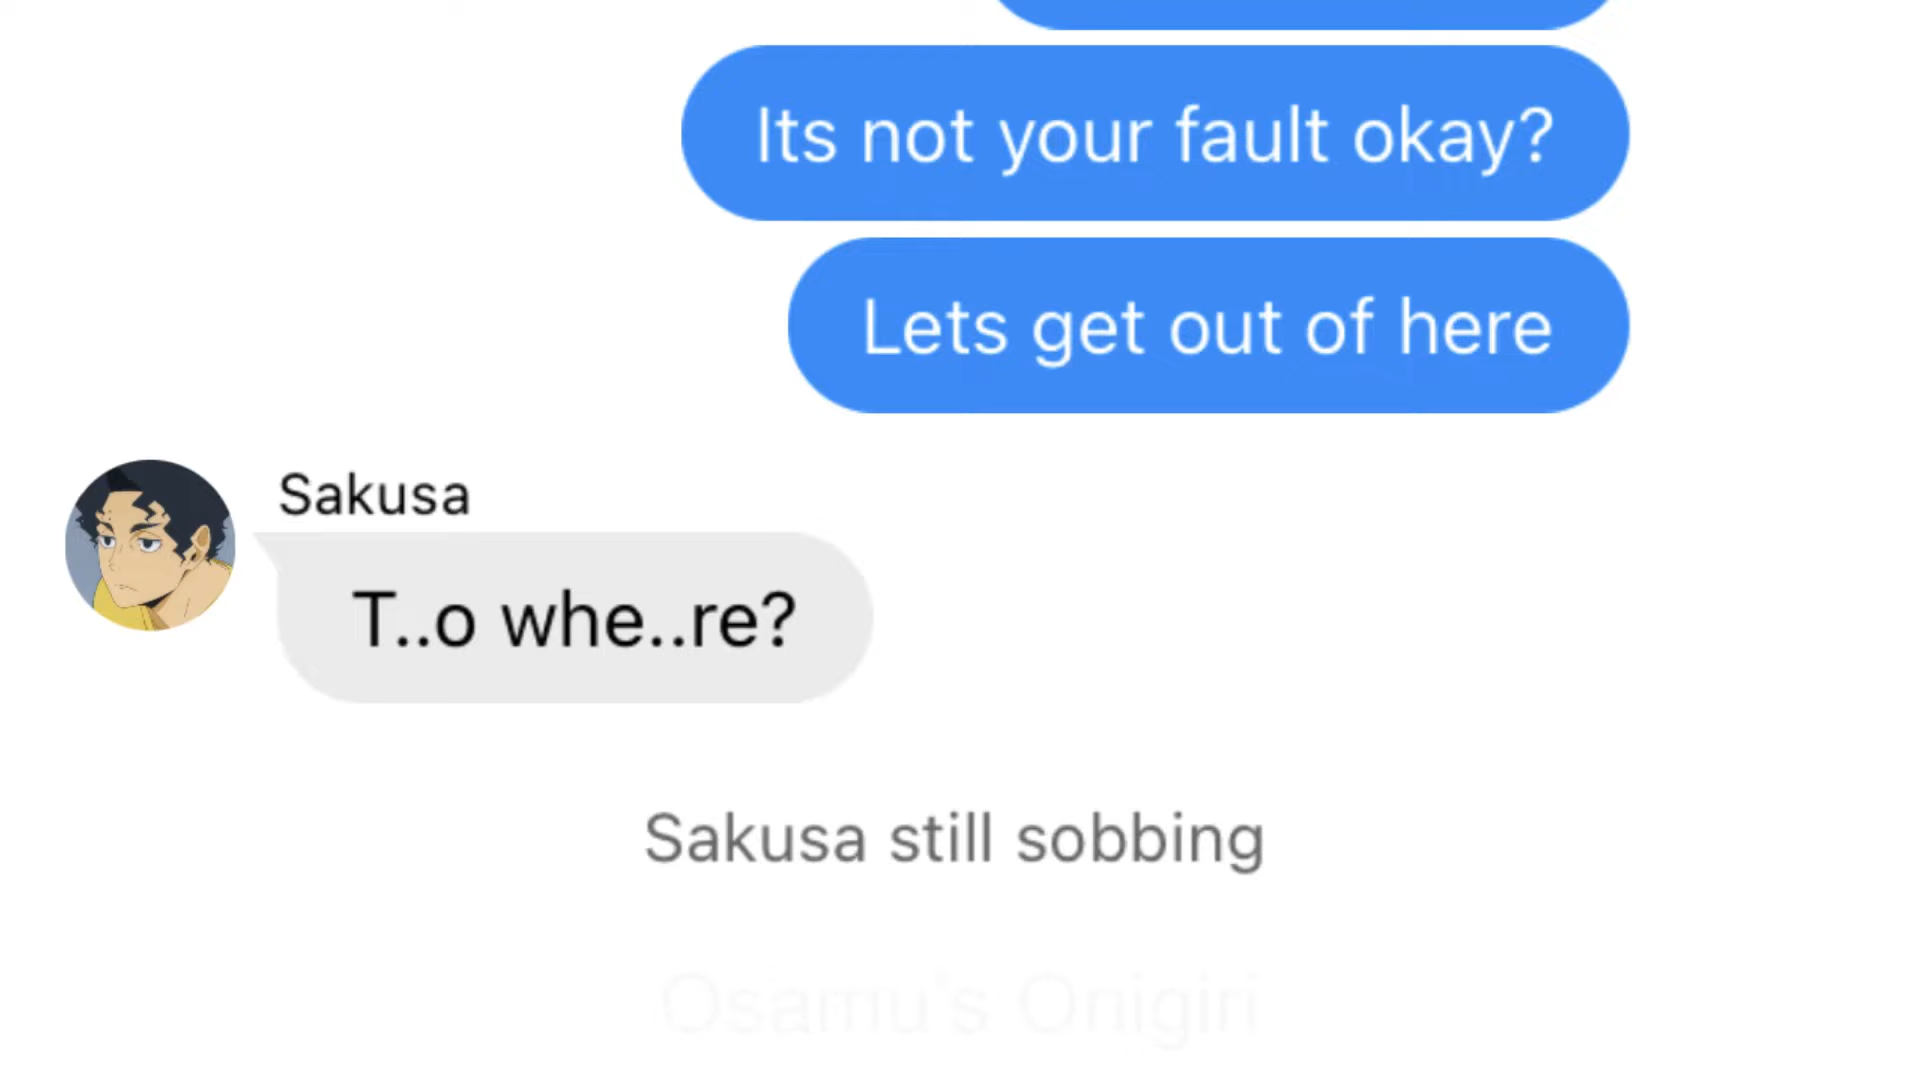 Its not your fault okay?
Lets get out of here
Sakusa
T..o whe..re?
Sakusa still sobbing
Osamu's Onigiri